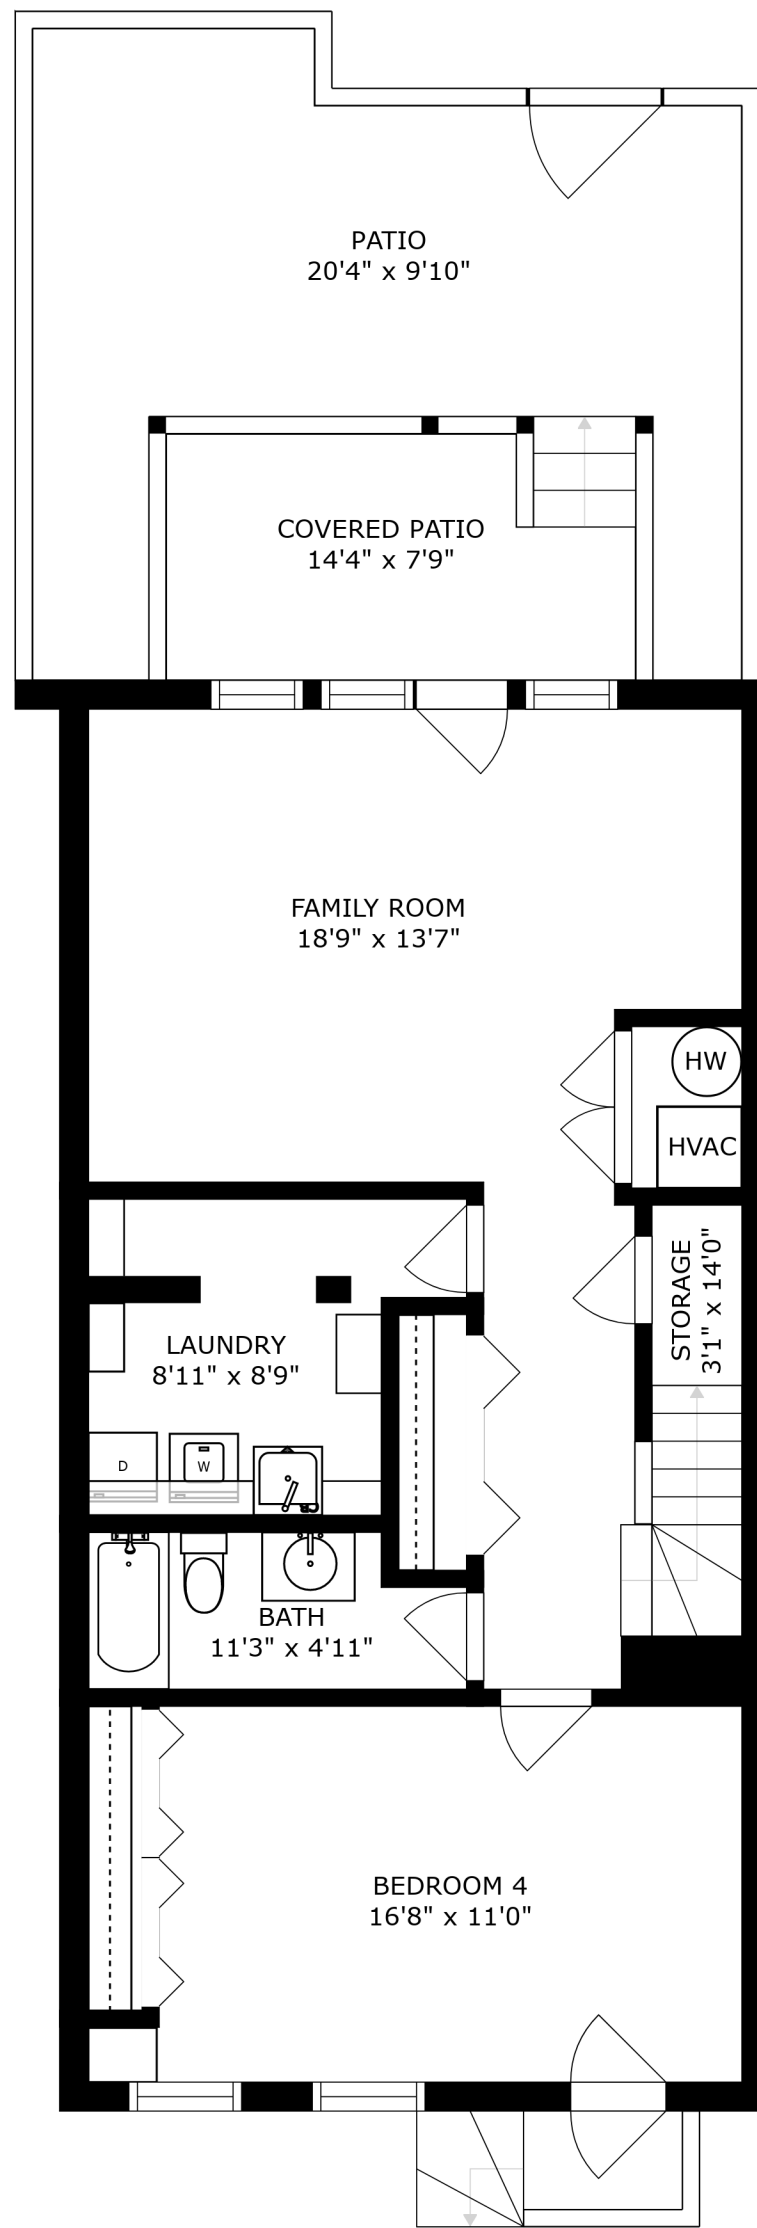 PATIO
20'4" x 9'10"
COVERED PATIO
14'4" x 7'9"
FAMILY ROOM
18'9" x 13'7"
HW
HVAC
STORAGE
3'1" x 14'0"
LAUNDRY
8'11" x 8'9"
D
W
BATH
11'3" x 4'11"
BEDROOM 4
16'8" x 11'0"